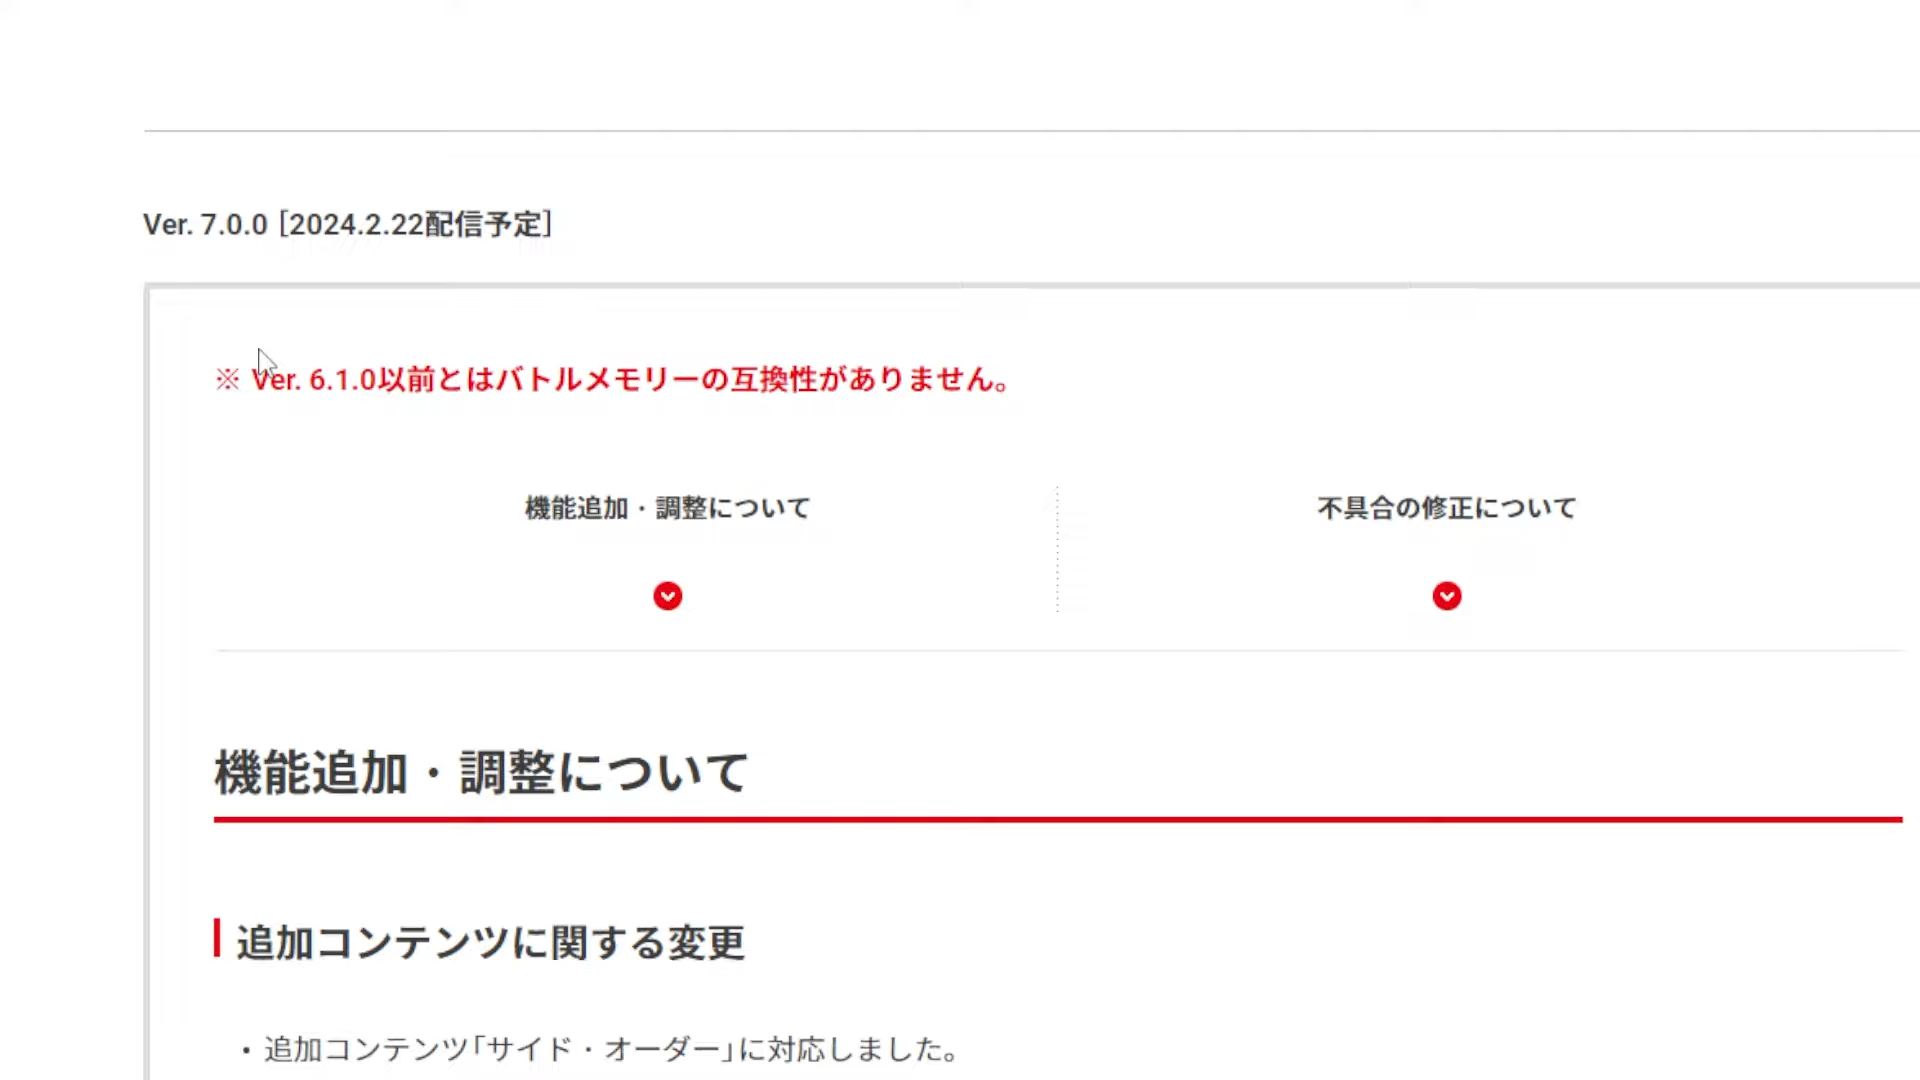 Ver. 7.0.0 [2024.2.22配信予定]
※ Ver. 6.1.0以前とはバトルメモリーの互換性がありません。
機能追加・調整について
不具合の修正について
機能追加・調整について
追加コンテンツに関する変更
・追加コンテンツ「サイド・オーダー」に対応しました。